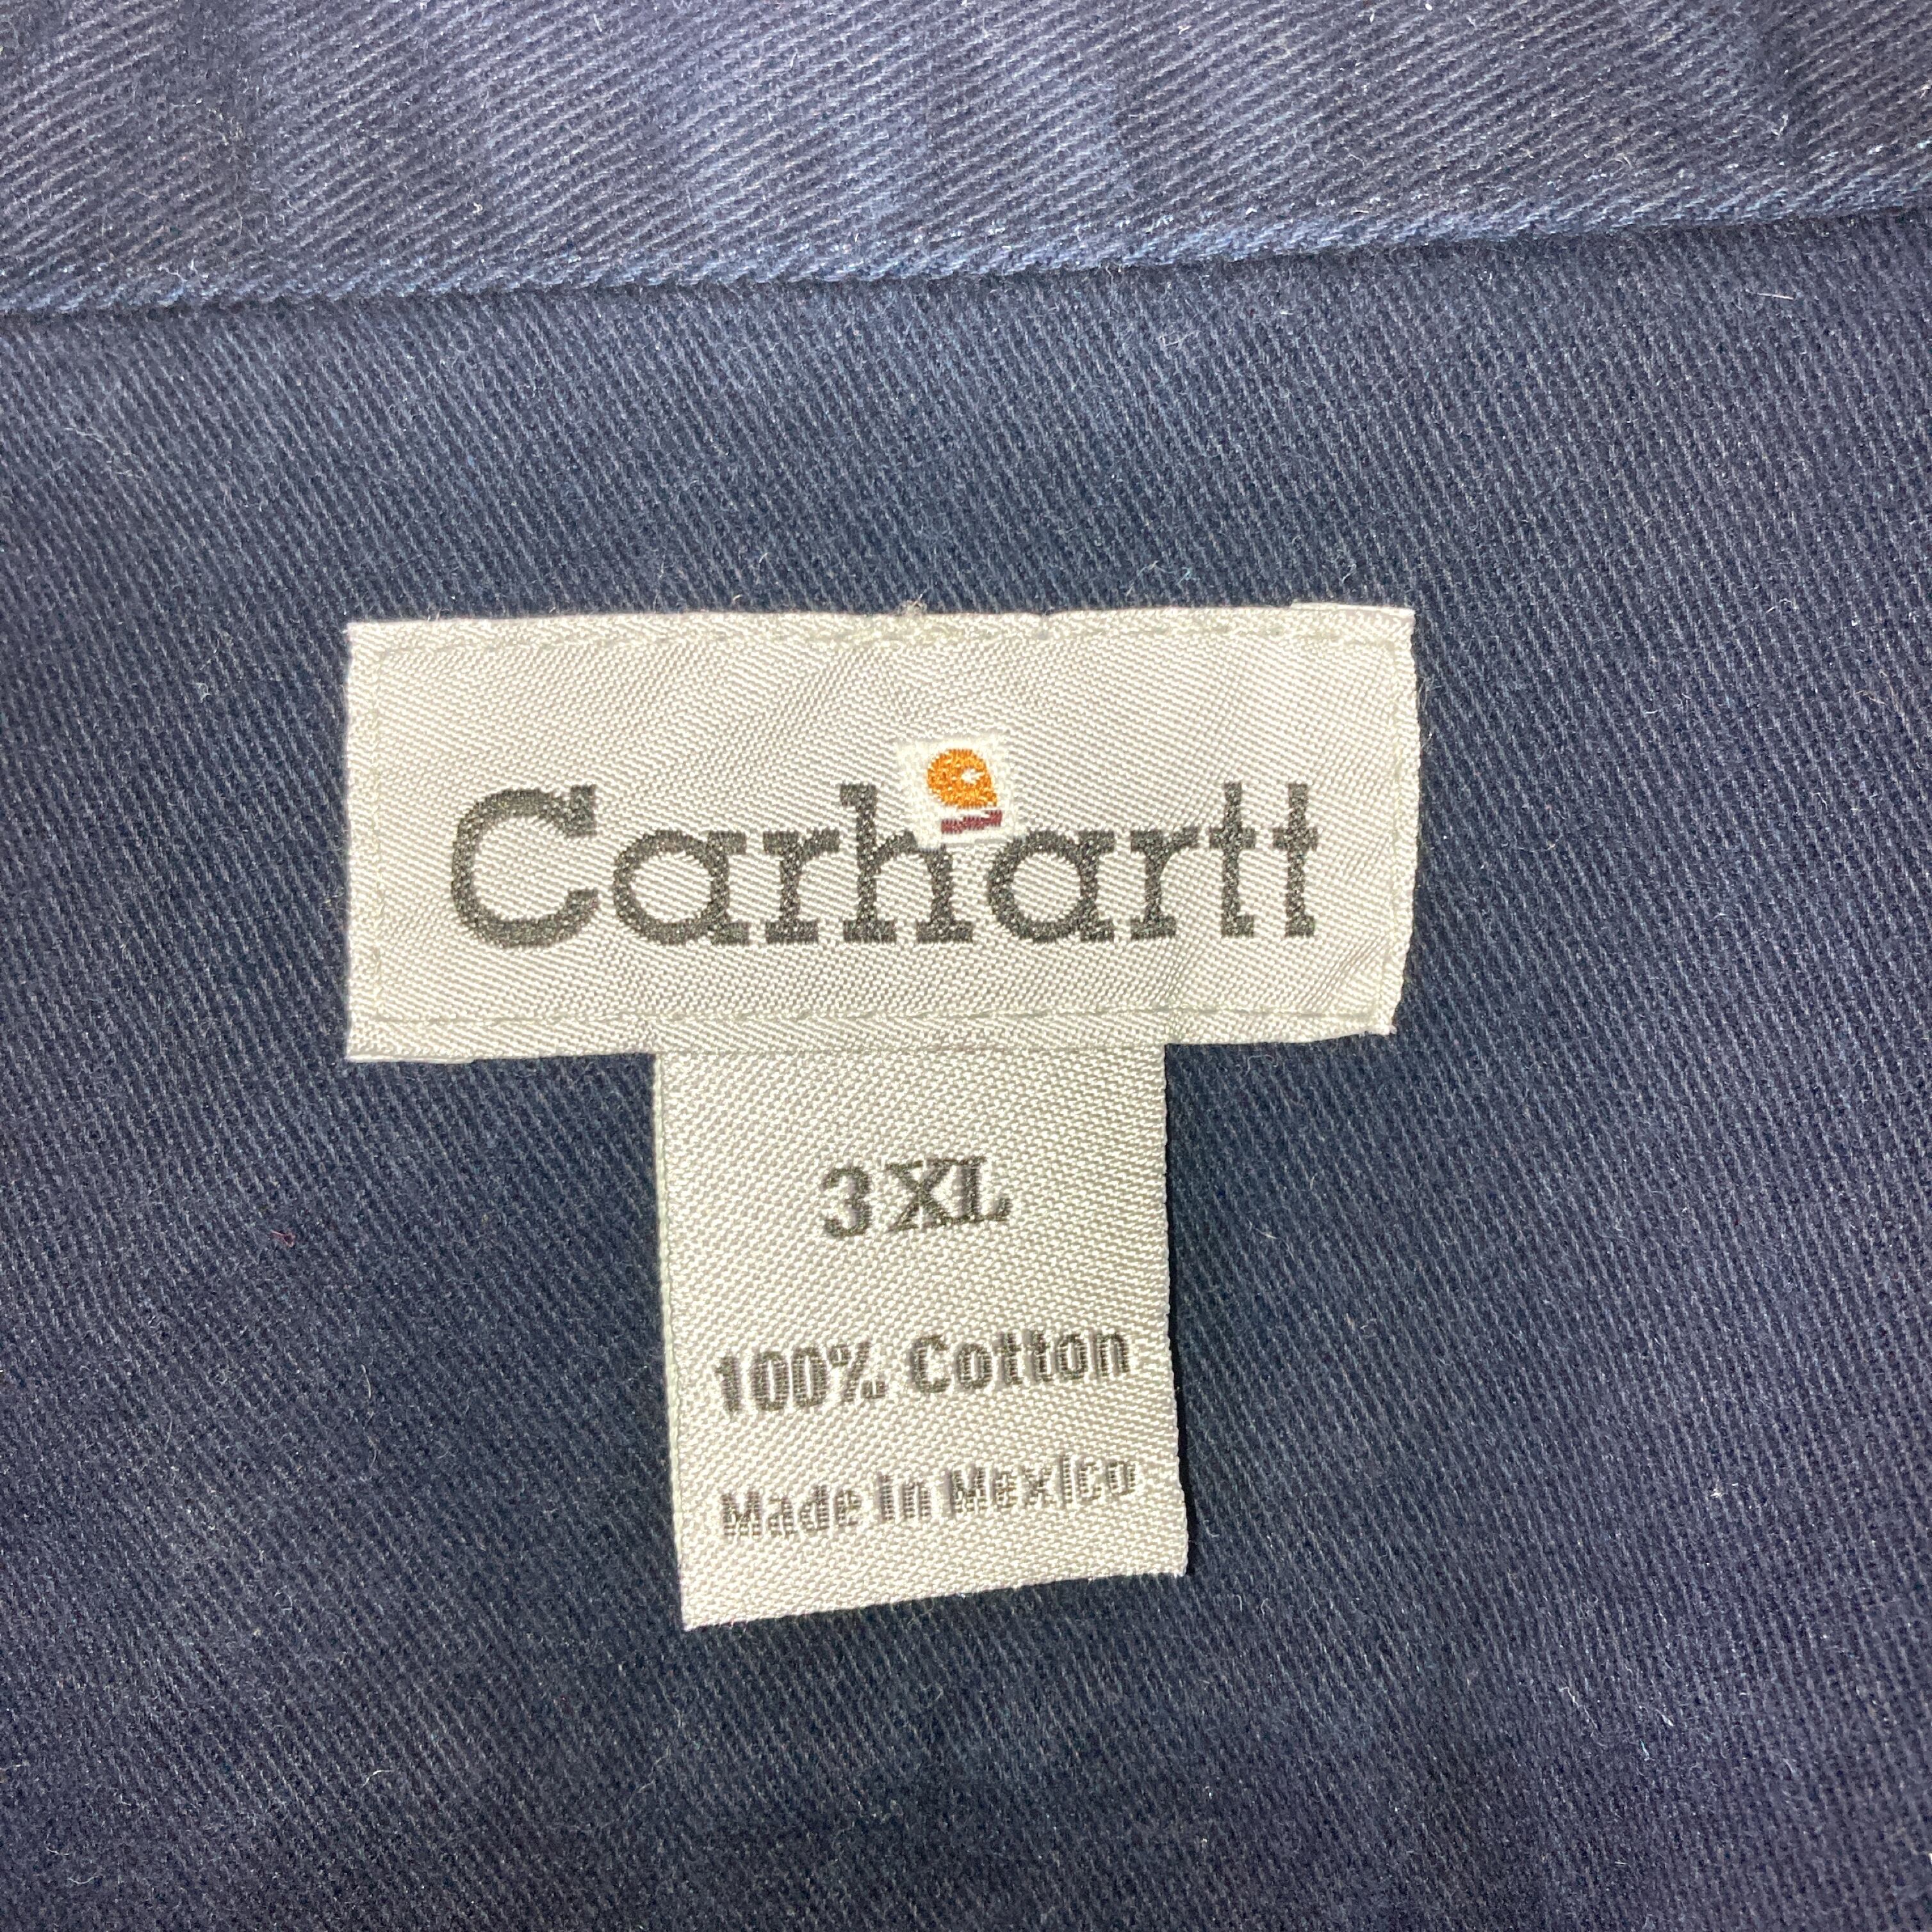 Carhartt
3XL
100% Cotton
Made in Mexico